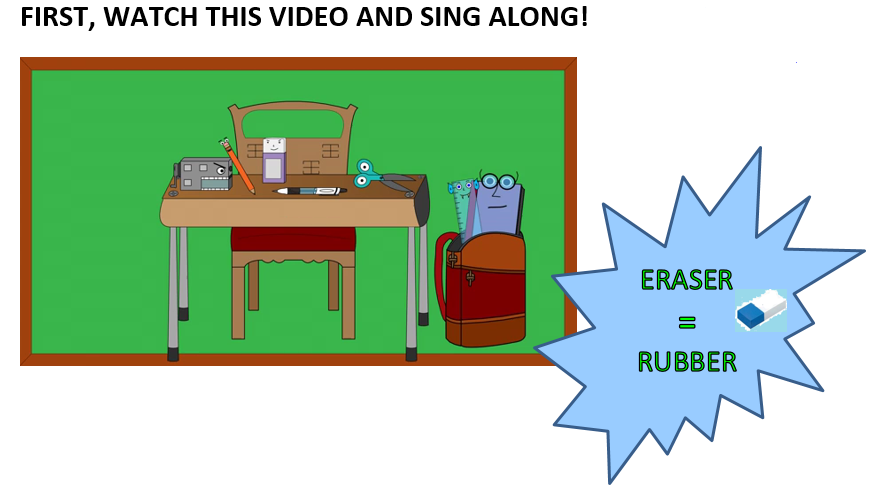 FIRST, WATCH THIS VIDEO AND SING ALONG!
ERASER
=
RUBBER